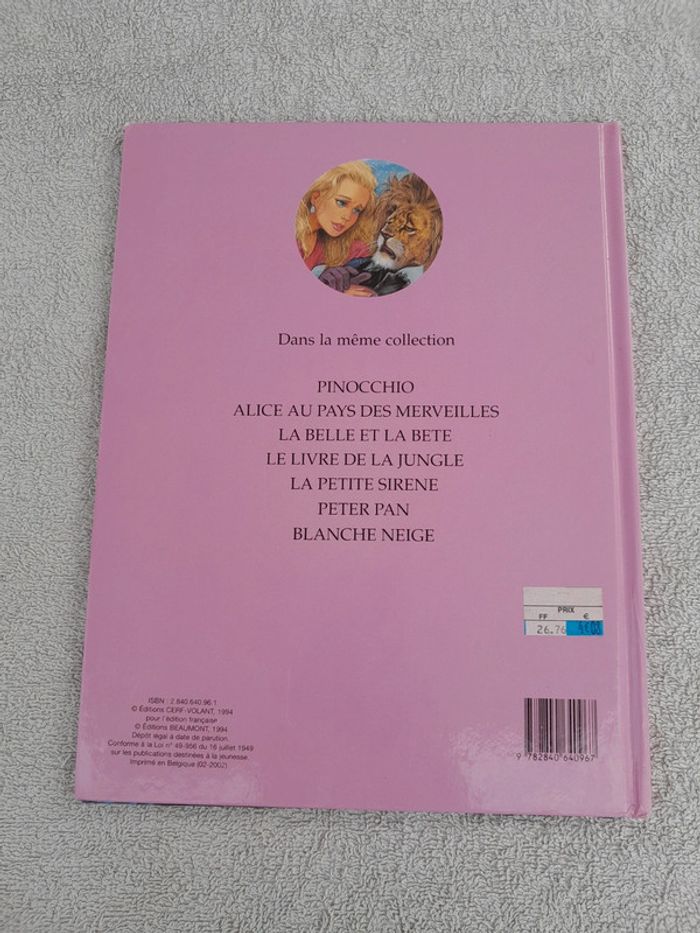 Dans la même collection
PINOCCHIO
ALICE AU PAYS DES MERVEILLES
LA BELLE ET LA BETE
LE LIVRE DE LA JUNGLE
LA PETITE SIRENE
PETER PAN
BLANCHE NEIGE
PRIX
FF €
26.76 4.08
ISBN : 2.840.640.96.1
© Éditions CERF-VOLANT, 1994
pour l'édition française
© Éditions BEAUMONT, 1994
Dépôt légal à date de parution.
Conforme à la Loi n° 49-956 du 16 juillet 1949
sur les publications destinées à la jeunesse.
Imprimé en Belgique (02-2002)
9 782840 640967